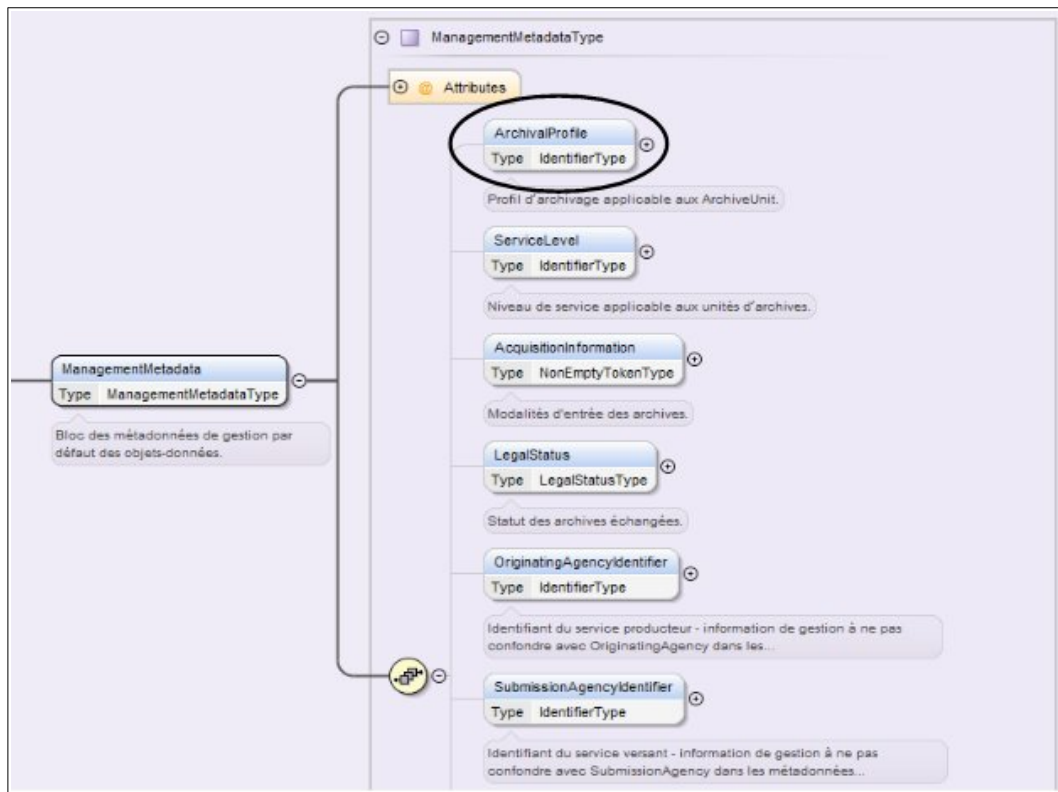 ManagementMetadataType
@ Attributes
ArchivalProfile
Type IdentifierType
Profil d'archivage applicable aux ArchiveUnit.
ServiceLevel
Type IdentifierType
Niveau de service applicable aux unités d'archives.
AcquisitionInformation
Type NonEmptyTokenType
Modalités d'entrée des archives.
ManagementMetadata
Type ManagementMetadataType
Bloc des métadonnées de gestion par
défaut des objets-données.
LegalStatus
Type LegalStatusType
Statut des archives échangées.
OriginatingAgencyIdentifier
Type IdentifierType
Identifiant du service producteur - information de gestion à ne pas
confondre avec OriginatingAgency dans les...
SubmissionAgencyIdentifier
Type IdentifierType
Identifiant du service versant - information de gestion à ne pas
confondre avec SubmissionAgency dans les métadonnées...